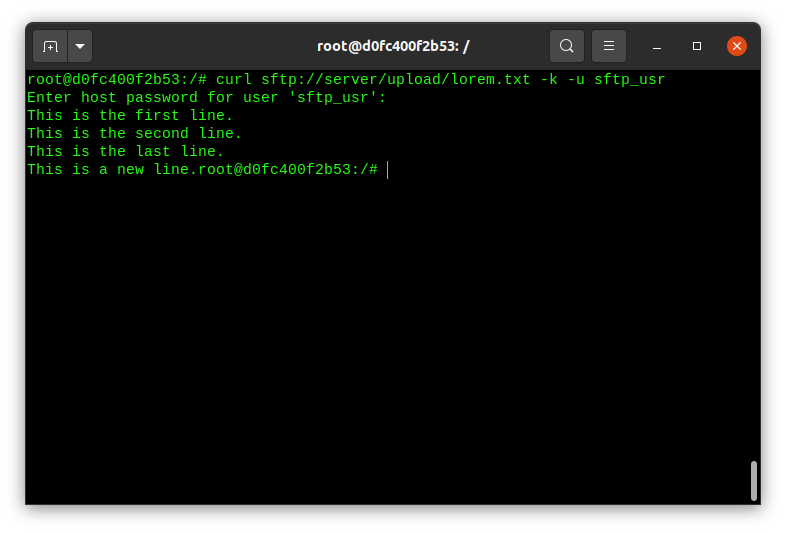 root@d0fc400f2b53: /
root@d0fc400f2b53:/# curl sftp://server/upload/lorem.txt -k -u sftp_usr
Enter host password for user 'sftp_usr':
This is the first line.
This is the second line.
This is the last line.
This is a new line.root@d0fc400f2b53:/#